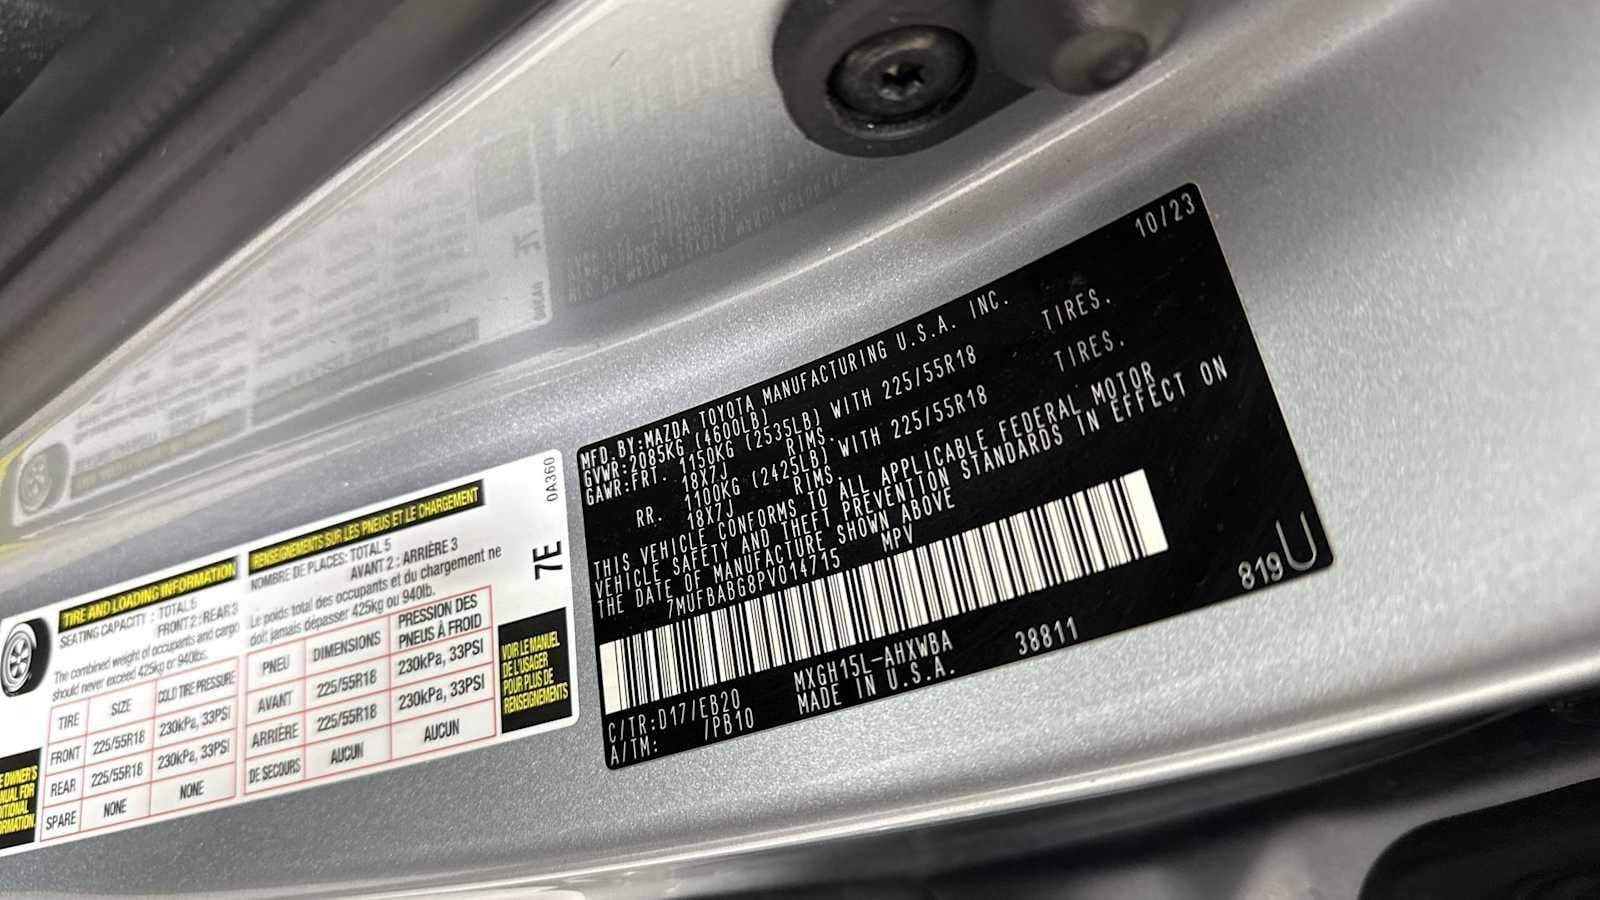 TIRE AND LOADING INFORMATION
SEATING CAPACITY : TOTAL 5
FRONT 2 : REAR 3
The combined weight of occupants and cargo
should never exceed 425kg or 940lb.
TIRE SIZE COLD TIRE PRESSURE
FRONT 225/55R18 230kPa, 33PSI
REAR 225/55R18 230kPa, 33PSI
SPARE NONE NONE
OWNER'S
FOR
RENSEIGNEMENTS SUR LES PNEUS ET LE CHARGEMENT
NOMBRE DE PLACES: TOTAL 5
AVANT 2 : ARRIÈRE 3
Le poids total des occupants et du chargement ne
doit jamais dépasser 425kg ou 940lb.
PNEU DIMENSIONS PRESSION DES
PNEUS À FROID
AVANT 225/55R18 230kPa, 33PSI
ARRIÈRE 225/55R18 230kPa, 33PSI
DE SECOURS AUCUN AUCUN
0A360
7E
VOIR LE MANUEL
DE L'USAGER
POUR PLUS DE
RENSEIGNEMENTS
10/23
MFD. BY:MAZDA TOYOTA MANUFACTURING U.S.A. INC.
GVWR:2085KG (4600LB)
GAWR:FRT. 1150KG (2535LB) WITH 225/55R18 TIRES.
18X7J RIMS.
RR. 1100KG (2425LB) WITH 225/55R18 TIRES.
18X7J RIMS.
THIS VEHICLE CONFORMS TO ALL APPLICABLE FEDERAL MOTOR
VEHICLE SAFETY AND THEFT PREVENTION STANDARDS IN EFFECT ON
THE DATE OF MANUFACTURE SHOWN ABOVE
7MUFBABG8PV014715 MPV
819U
C/TR:D17/EB20 MXGH15L-AHXWBA 38811
A/TM: /PB10 MADE IN U.S.A.